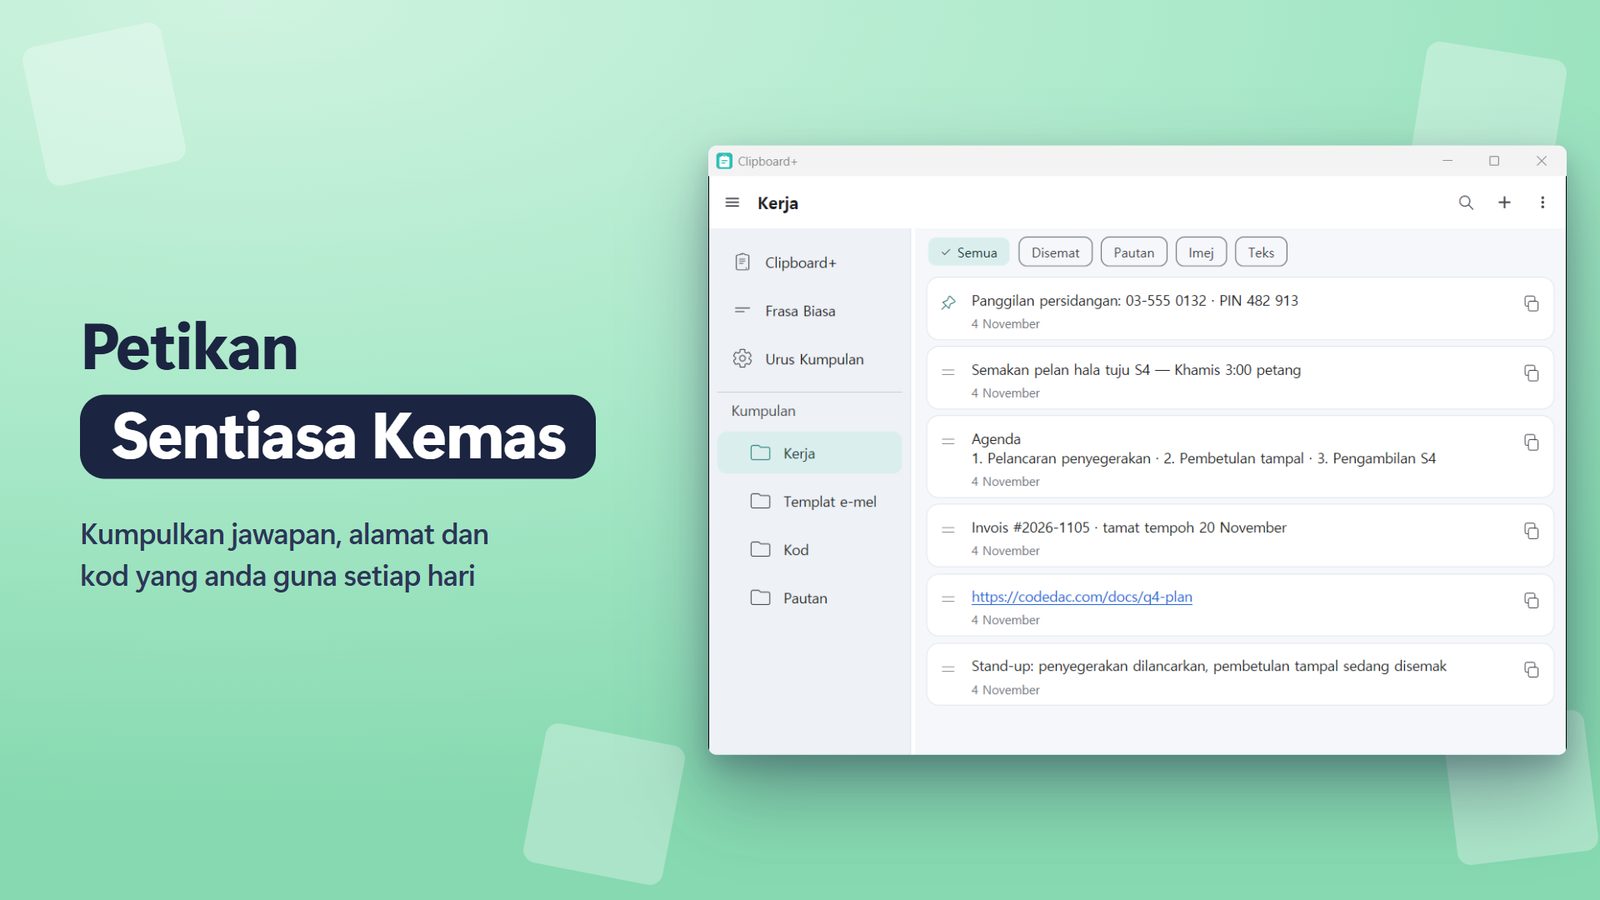 Petikan
Sentiasa Kemas
Kumpulkan jawapan, alamat dan
kod yang anda guna setiap hari
Clipboard+
Kerja
Clipboard+
Frasa Biasa
Urus Kumpulan
Kumpulan
Kerja
Templat e-mel
Kod
Pautan
Semua
Disemat
Pautan
Imej
Teks
Panggilan persidangan: 03-555 0132 · PIN 482 913
4 November
Semakan pelan hala tuju S4 — Khamis 3:00 petang
4 November
Agenda
1. Pelancaran penyegerakan · 2. Pembetulan tampal · 3. Pengambilan S4
4 November
Invois #2026-1105 · tamat tempoh 20 November
4 November
https://codedac.com/docs/q4-plan
4 November
Stand-up: penyegerakan dilancarkan, pembetulan tampal sedang disemak
4 November